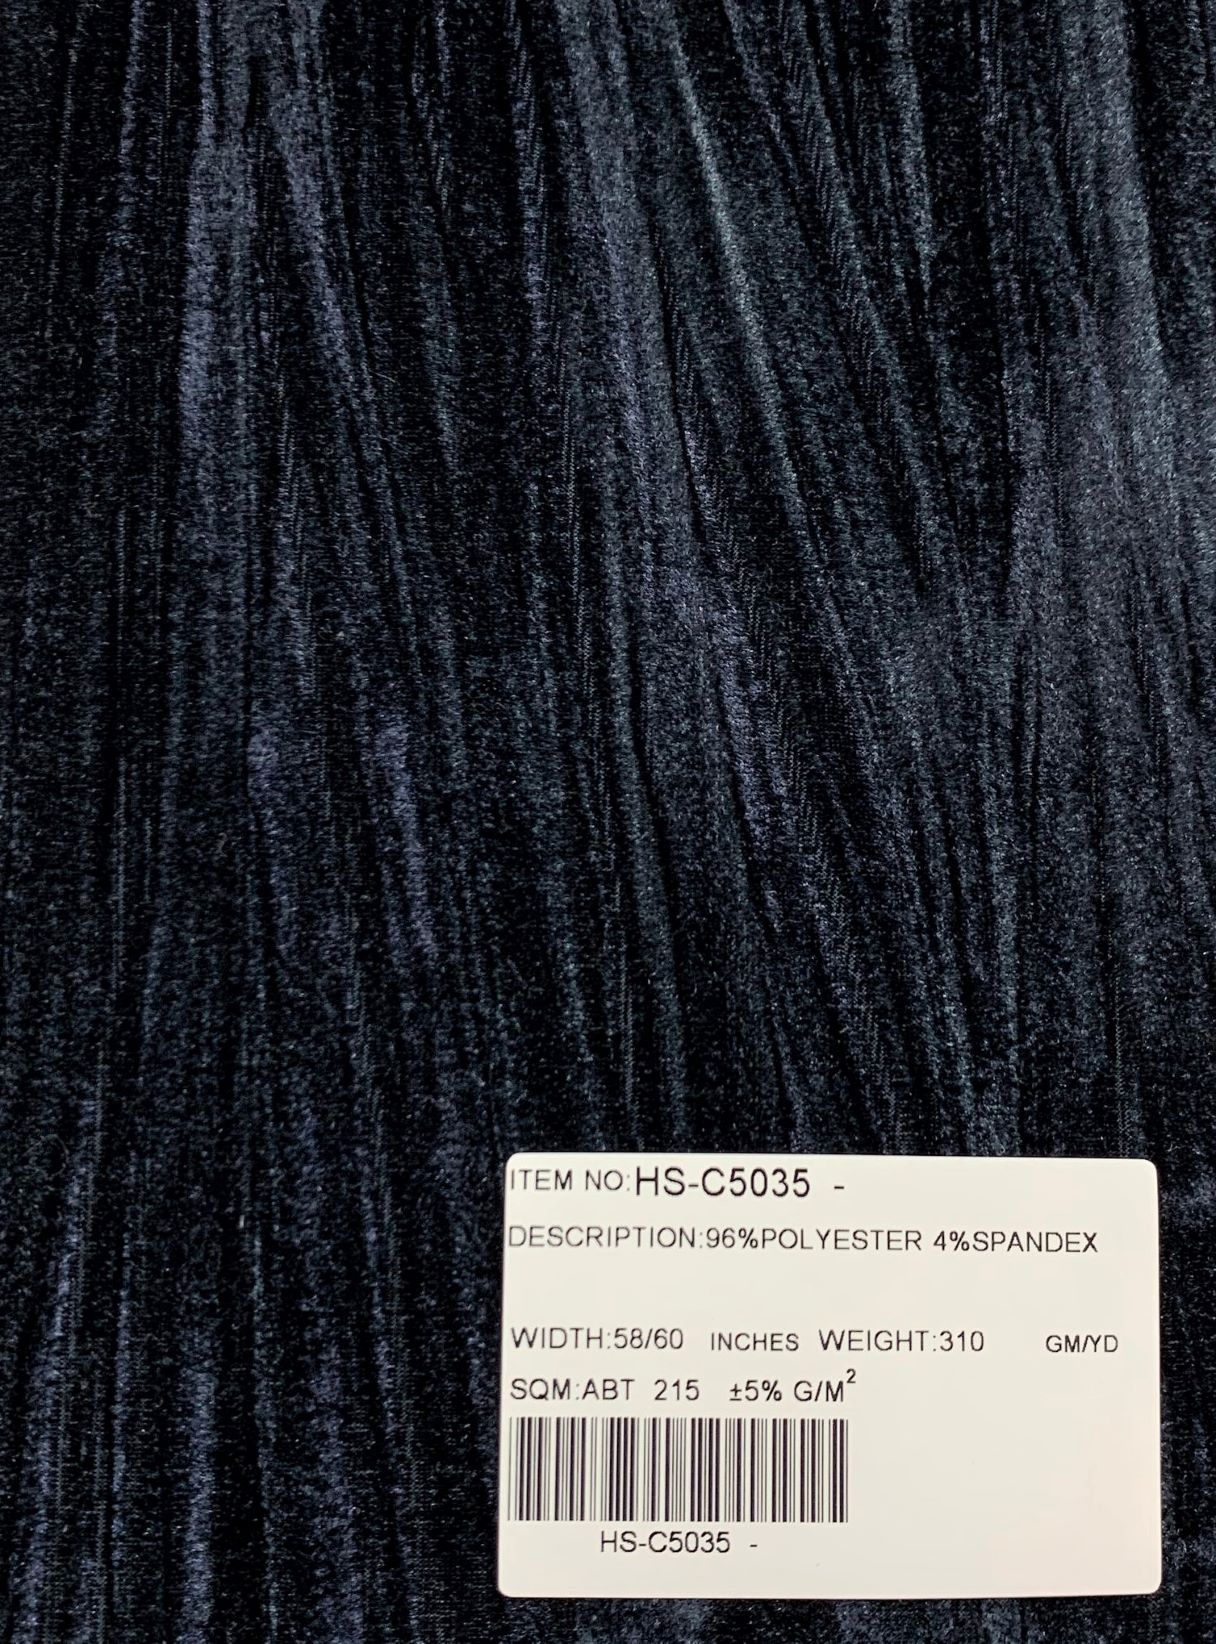 ITEM NO:HS-C5035 -
DESCRIPTION:96%POLYESTER 4%SPANDEX
WIDTH:58/60 INCHES WEIGHT:310 GM/YD
SQM:ABT 215 ±5% G/M²
HS-C5035 -